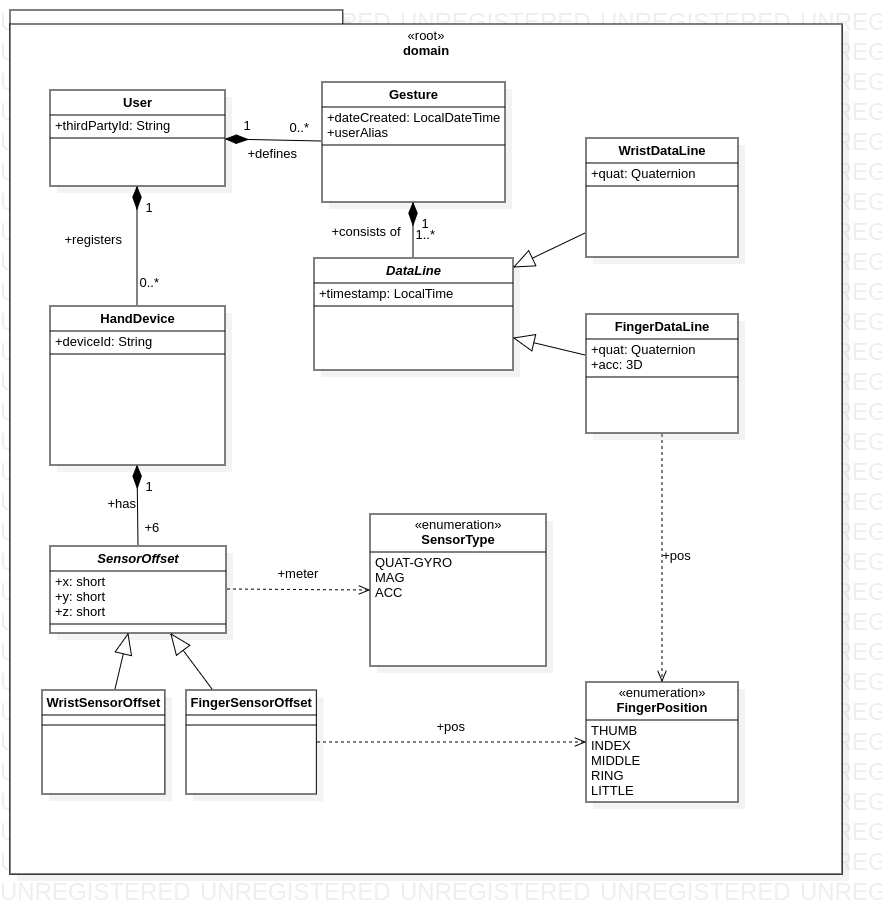 «root»
domain
User
+thirdPartyId: String
1
0..*
+defines
Gesture
+dateCreated: LocalDateTime
+userAlias
WristDataLine
+quat: Quaternion
1
+registers
0..*
+consists of
1
1..*
DataLine
+timestamp: LocalTime
HandDevice
+deviceId: String
FingerDataLine
+quat: Quaternion
+acc: 3D
1
+has
+6
SensorOffset
+x: short
+y: short
+z: short
+meter
«enumeration»
SensorType
QUAT-GYRO
MAG
ACC
+pos
WristSensorOffset
FingerSensorOffset
+pos
«enumeration»
FingerPosition
THUMB
INDEX
MIDDLE
RING
LITTLE
UNREGISTERED UNREGISTERED UNREGISTERED UNREGISTERED UNREG